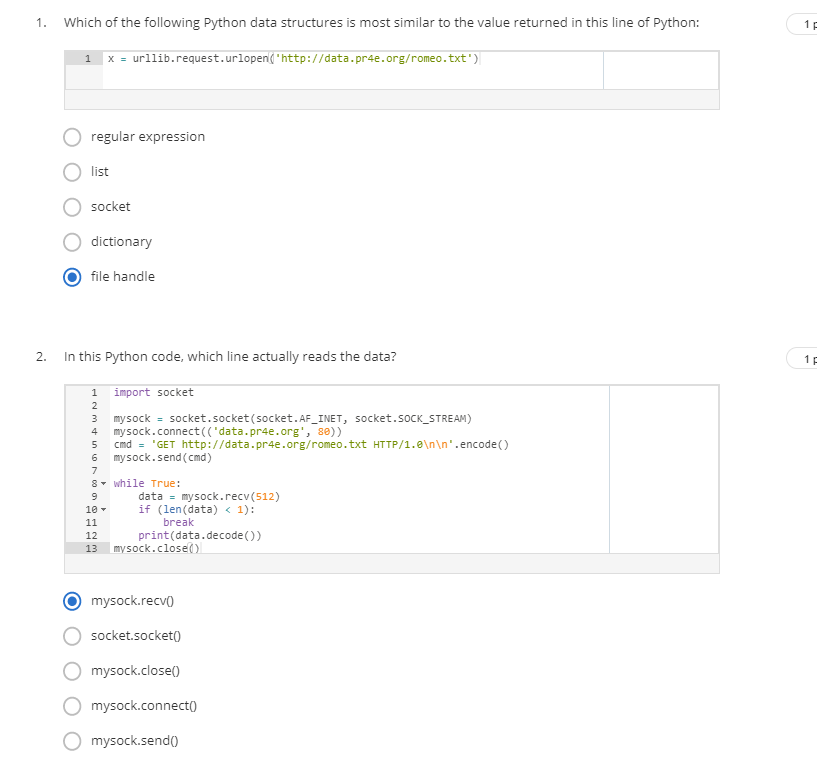 1. Which of the following Python data structures is most similar to the value returned in this line of Python:
1 p
1 x = urllib.request.urlopen('http://data.pr4e.org/romeo.txt')
regular expression
list
socket
dictionary
file handle
2. In this Python code, which line actually reads the data?
1 p
1 import socket
2
3 mysock = socket.socket(socket.AF_INET, socket.SOCK_STREAM)
4 mysock.connect(('data.pr4e.org', 80))
5 cmd = 'GET http://data.pr4e.org/romeo.txt HTTP/1.0\n\n'.encode()
6 mysock.send(cmd)
7
8 while True:
9 data = mysock.recv(512)
10 if (len(data) < 1):
11 break
12 print(data.decode())
13 mysock.close()
mysock.recv()
socket.socket()
mysock.close()
mysock.connect()
mysock.send()